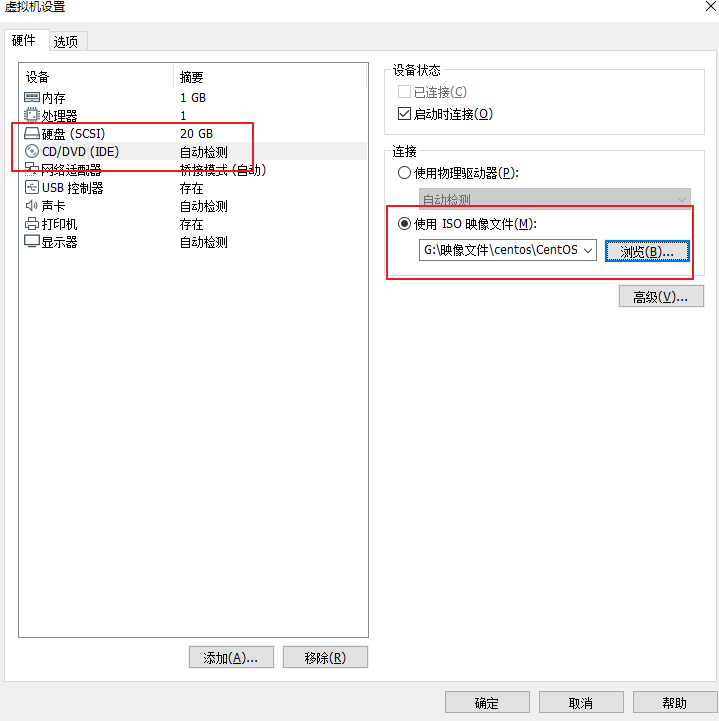 虚拟机设置
硬件 选项
设备 摘要
内存 1 GB
处理器 1
硬盘 (SCSI) 20 GB
CD/DVD (IDE) 自动检测
网络适配器 桥接模式 (自动)
USB 控制器 存在
声卡 自动检测
打印机 存在
显示器 自动检测
添加(A)... 移除(R)
设备状态
已连接(C)
启动时连接(O)
连接
使用物理驱动器(P):
自动检测
使用 ISO 映像文件(M):
G:\映像文件\centos\CentOS 浏览(B)...
高级(V)...
确定 取消 帮助